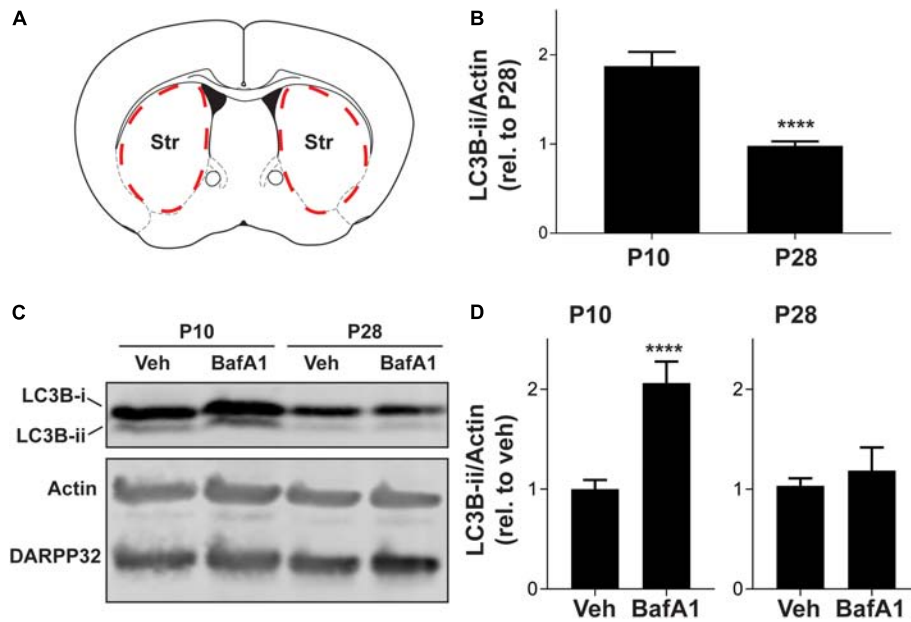 A
Str Str
B
LC3B-ii/Actin
(rel. to P28)
2
1
0
****
P10 P28
C
P10 P28
Veh BafA1 Veh BafA1
LC3B-i
LC3B-ii
Actin
DARPP32
D
P10 P28
LC3B-ii/Actin
(rel. to veh)
2
1
0
****
Veh BafA1
2
1
0
Veh BafA1